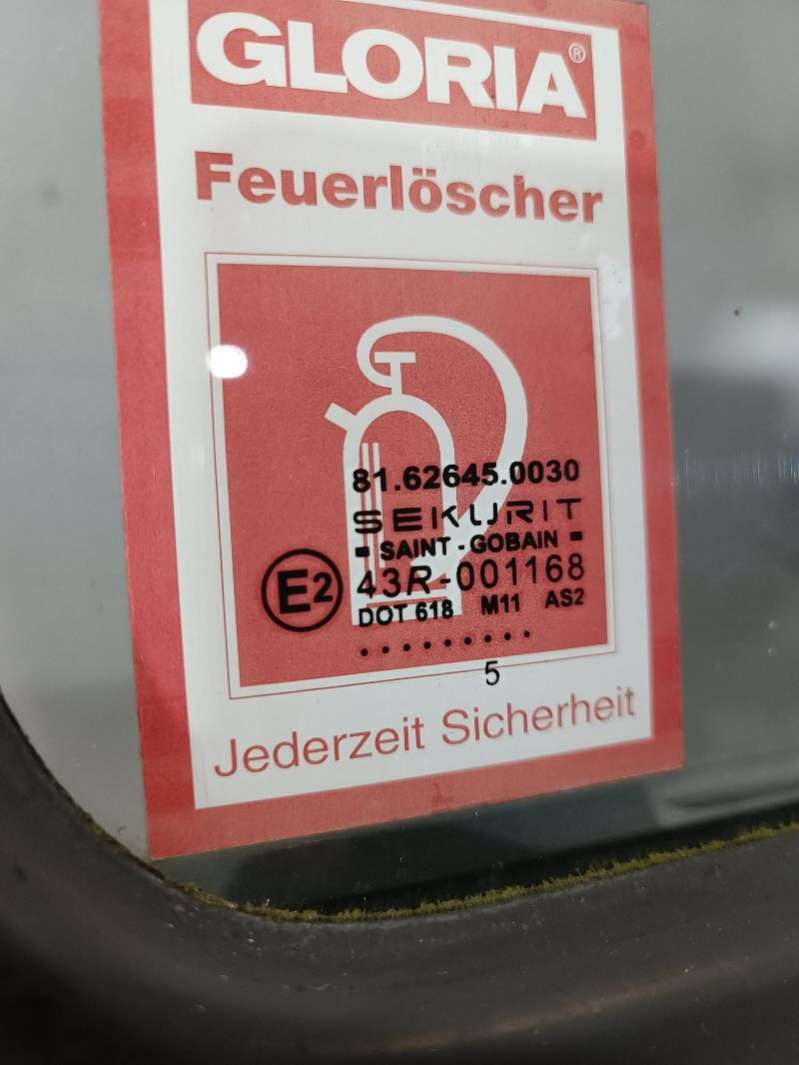 GLORIA®
Feuerlöscher
81.62645.0030
SEKURIT
SAINT - GOBAIN
E2 43R-001168
DOT 618 M11 AS2
.........
5
Jederzeit Sicherheit